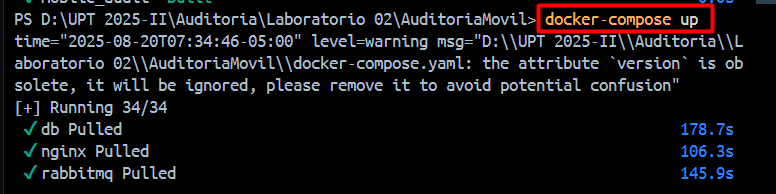 PS D:\UPT 2025-II\Auditoria\Laboratorio 02\AuditoriaMovil> docker-compose up
time="2025-08-20T07:34:46-05:00" level=warning msg="D:\\UPT 2025-II\\Auditoria\\L
aboratorio 02\\AuditoriaMovil\\docker-compose.yaml: the attribute `version` is ob
solete, it will be ignored, please remove it to avoid potential confusion"
[+] Running 34/34
✓ db Pulled 178.7s
✓ nginx Pulled 106.3s
✓ rabbitmq Pulled 145.9s